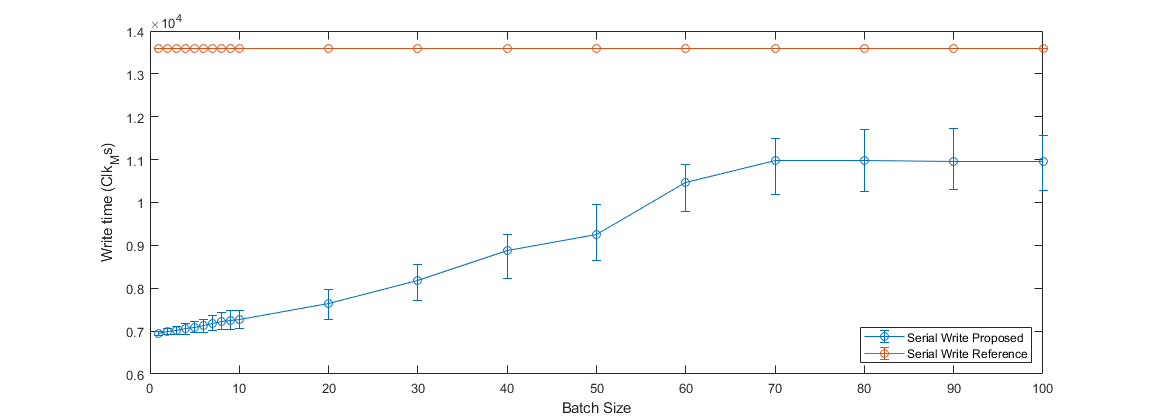 ×10⁴
1.4
1.3
1.2
1.1
1
0.9
0.8
0.7
0.6
Write time (Clk_Ms)
0 10 20 30 40 50 60 70 80 90 100
Batch Size
Serial Write Proposed
Serial Write Reference